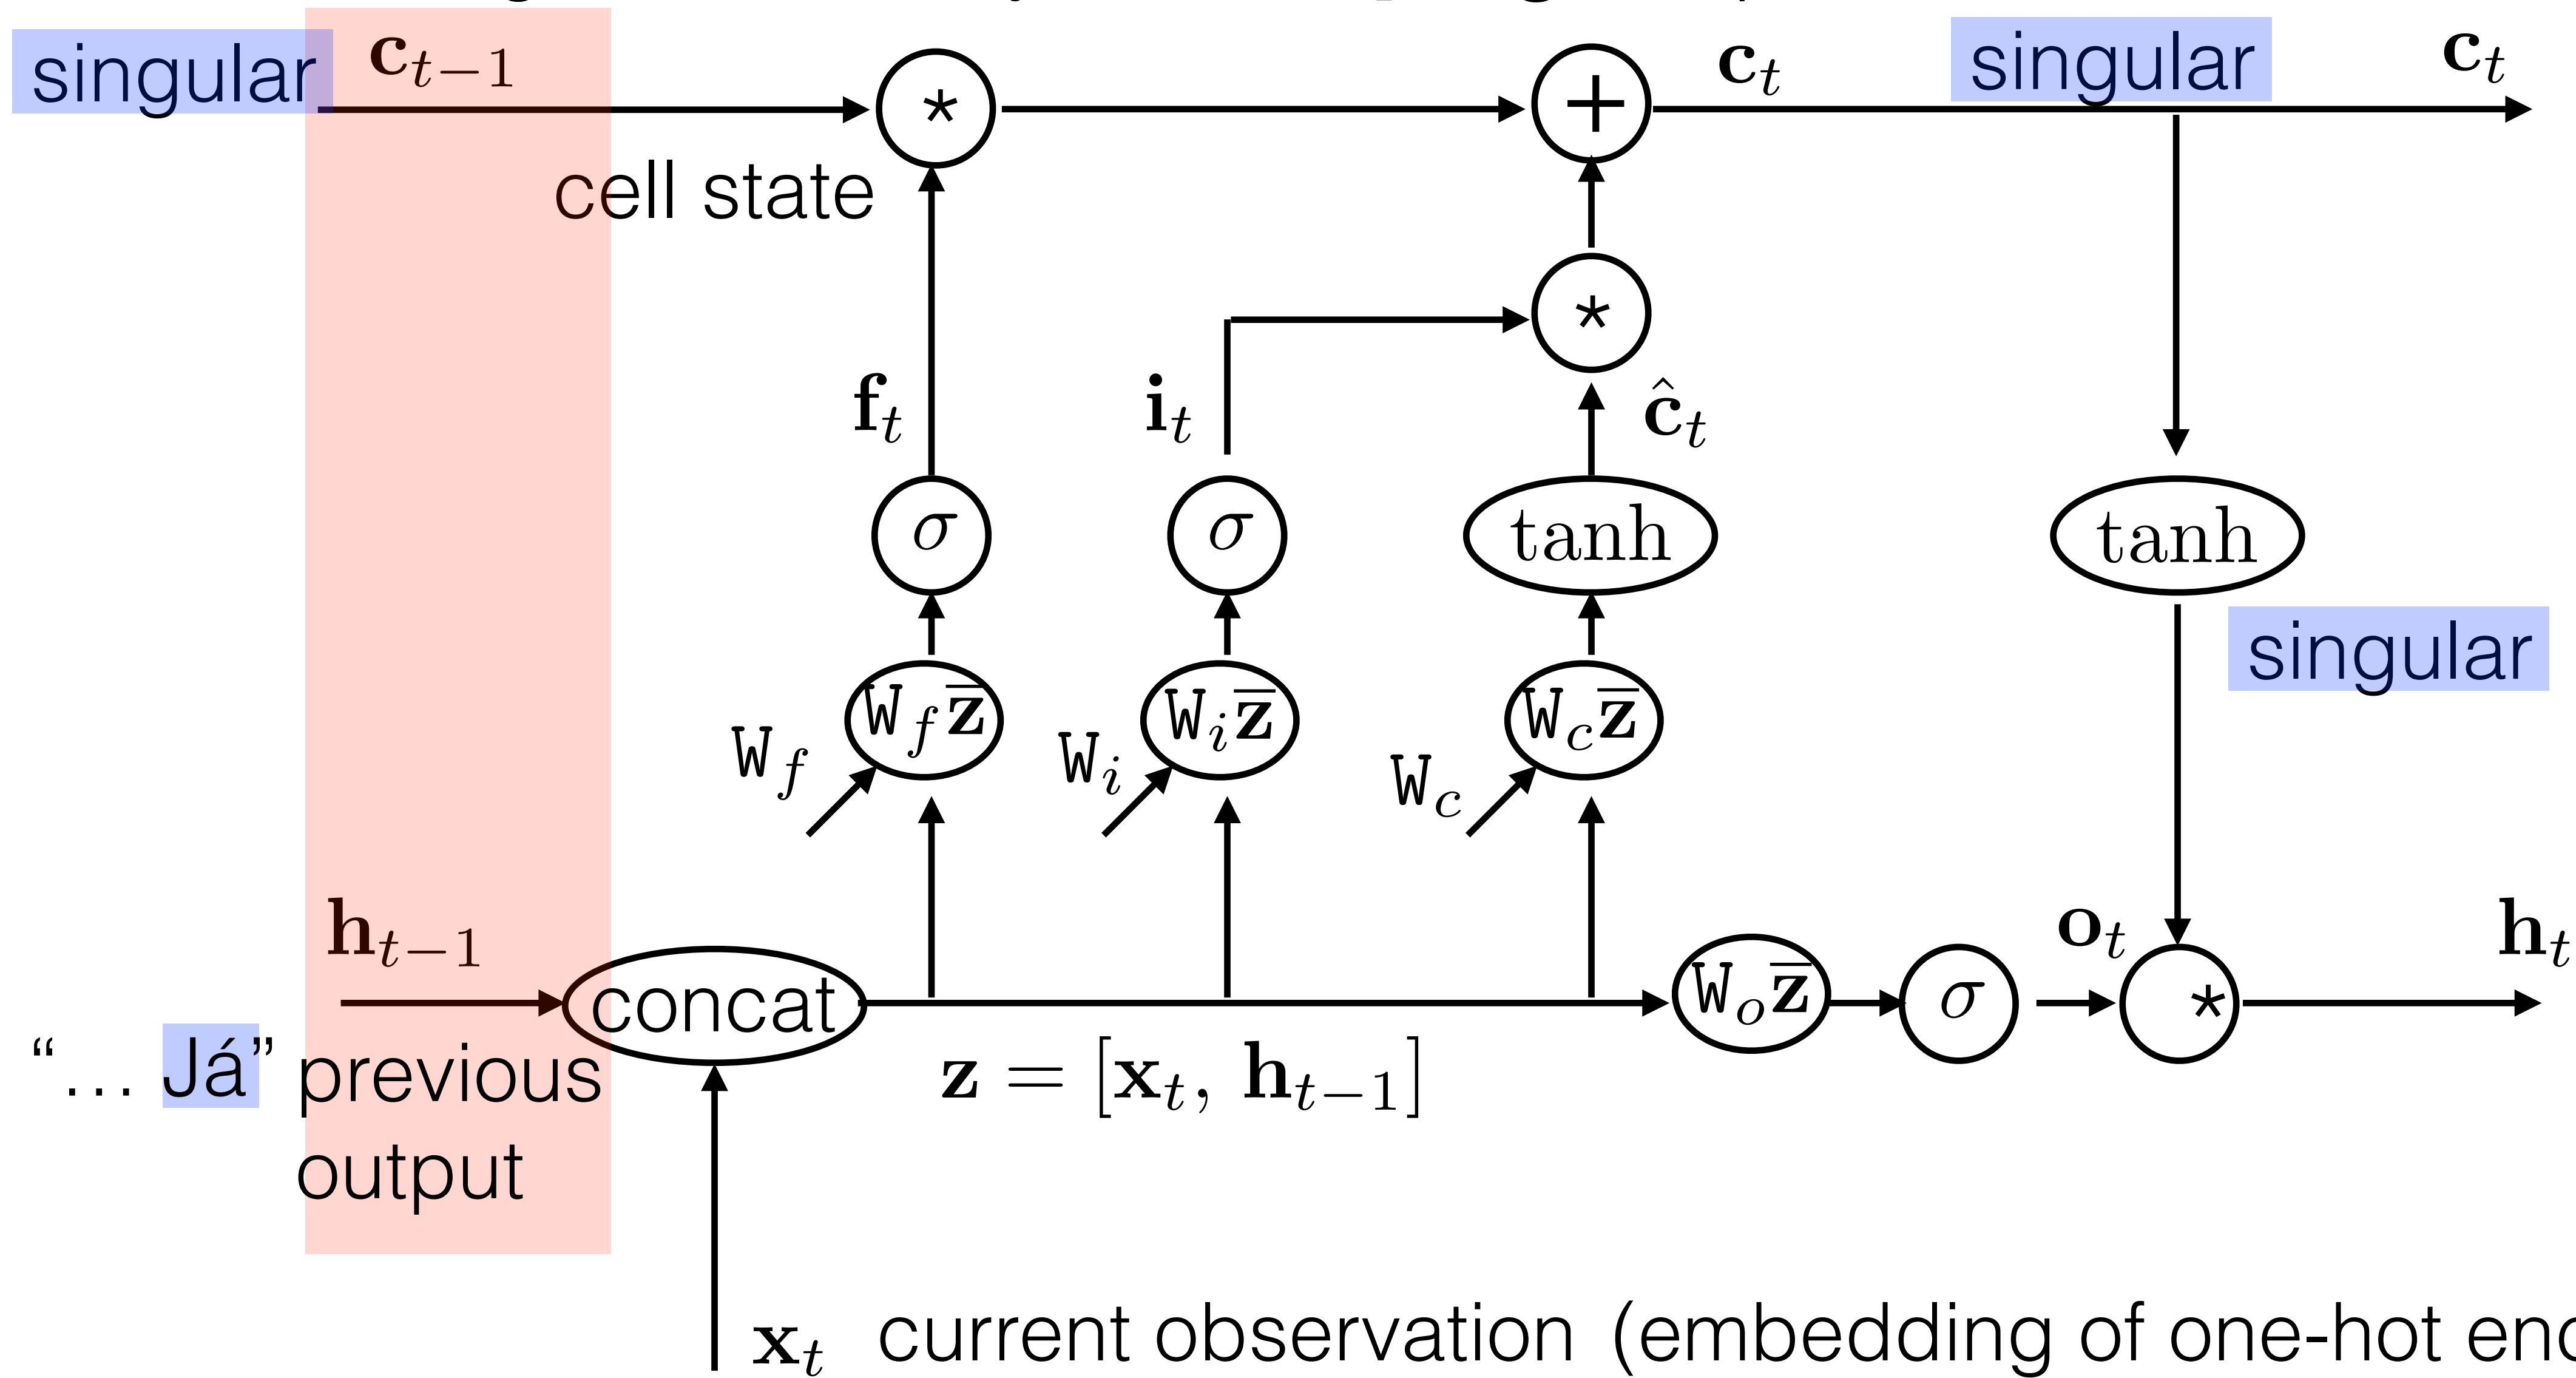 singular c_{t-1} c_t singular c_t
* +
cell state
*
f_t i_t ĉ_t
σ σ tanh tanh
singular
W_f W_f z̅ W_i W_i z̅ W_c W_c z̅
h_{t-1} o_t h_t
concat W_o z̅ σ *
“… Já” previous
output
z = [x_t, h_{t-1}]
x_t current observation (embedding of one-hot